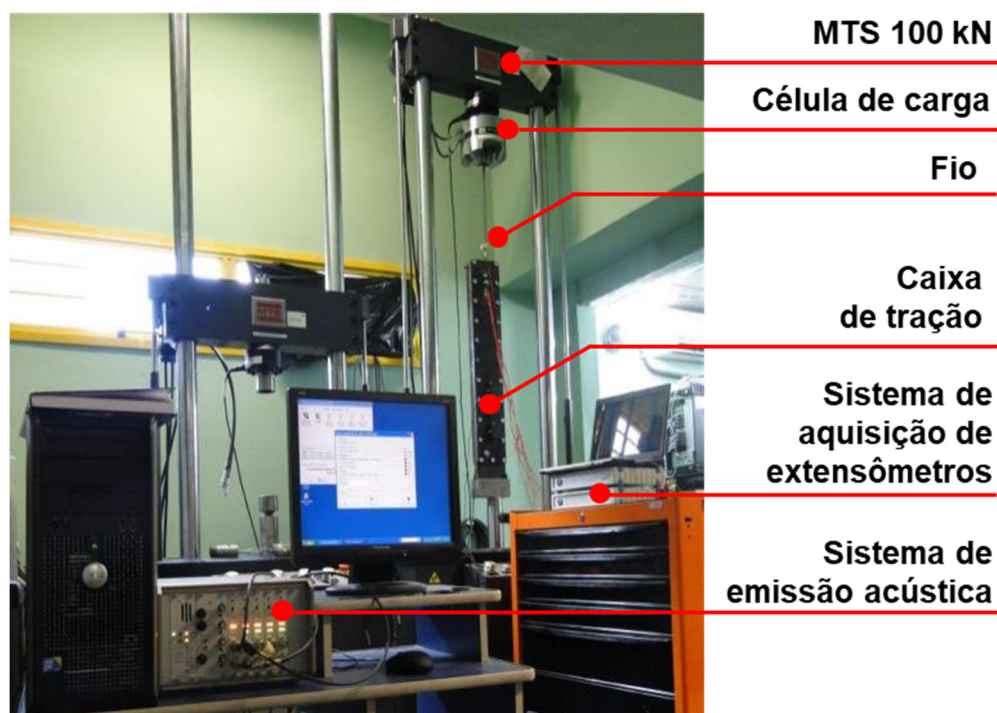 MTS 100 kN
Célula de carga
Fio
Caixa
de tração
Sistema de
aquisição de
extensômetros
Sistema de
emissão acústica